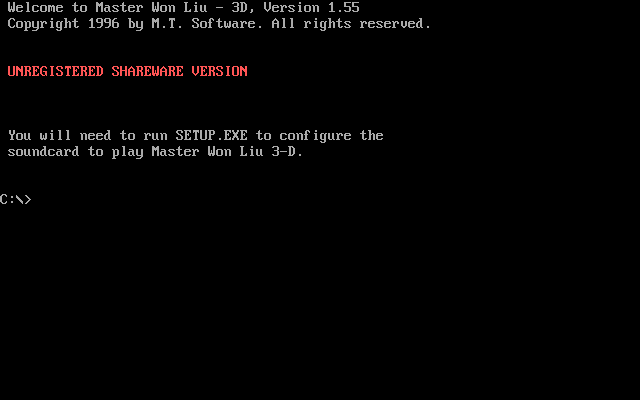 Welcome to Master Won Liu - 3D, Version 1.55
Copyright 1996 by M.T. Software. All rights reserved.
UNREGISTERED SHAREWARE VERSION
You will need to run SETUP.EXE to configure the
soundcard to play Master Won Liu 3-D.
C:\>